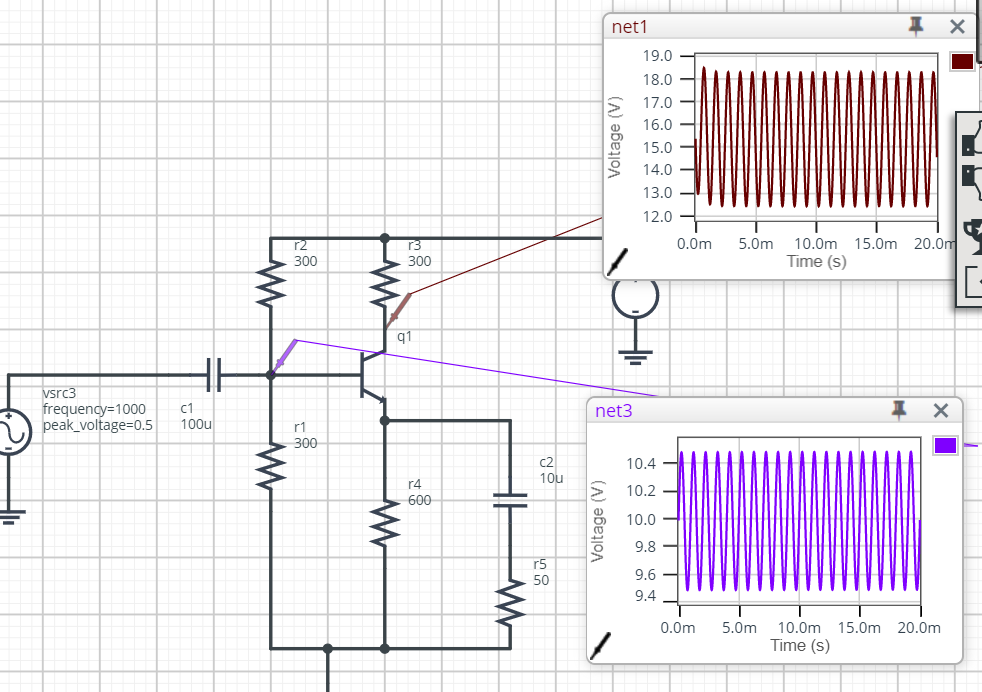 net1
19.0
18.0
17.0
16.0
15.0
14.0
13.0
12.0
Voltage (V)
0.0m 5.0m 10.0m 15.0m 20.0m
Time (s)
r2
300
r3
300
q1
vsrc3
frequency=1000
peak_voltage=0.5
c1
100u
r1
300
r4
600
c2
10u
r5
50
net3
10.4
10.2
10.0
9.8
9.6
9.4
Voltage (V)
0.0m 5.0m 10.0m 15.0m 20.0m
Time (s)